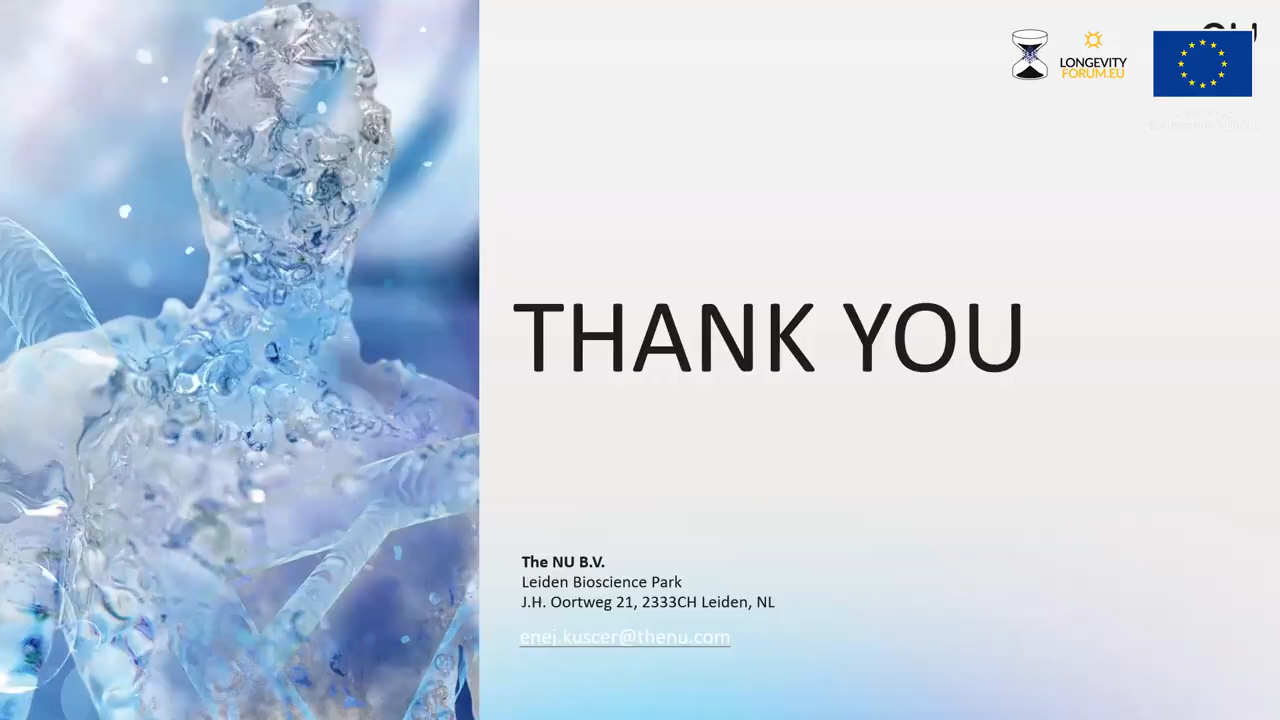 LONGEVITY
FORUM.EU
THANK YOU
The NU B.V.
Leiden Bioscience Park
J.H. Oortweg 21, 2333CH Leiden, NL
enej.kuscer@thenu.com